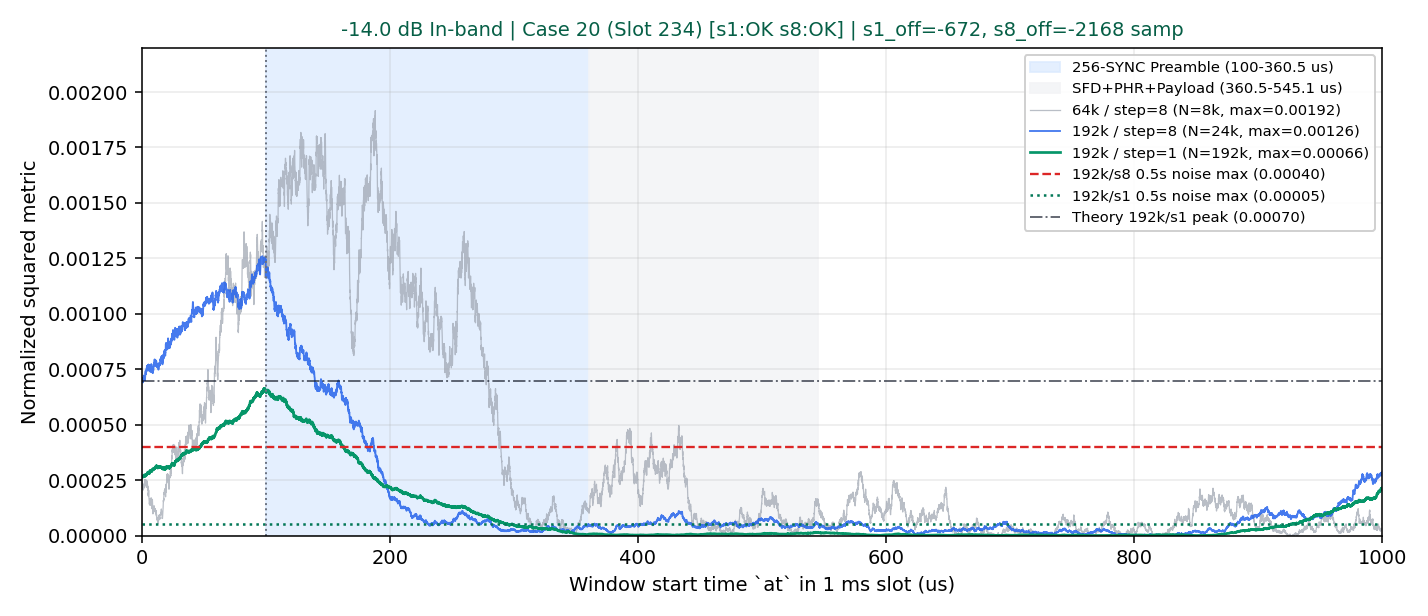 -14.0 dB In-band | Case 20 (Slot 234) [s1:OK s8:OK] | s1_off=-672, s8_off=-2168 samp
Normalized squared metric
0.00200
0.00175
0.00150
0.00125
0.00100
0.00075
0.00050
0.00025
0.00000
256-SYNC Preamble (100-360.5 us)
SFD+PHR+Payload (360.5-545.1 us)
64k / step=8 (N=8k, max=0.00192)
192k / step=8 (N=24k, max=0.00126)
192k / step=1 (N=192k, max=0.00066)
192k/s8 0.5s noise max (0.00040)
192k/s1 0.5s noise max (0.00005)
Theory 192k/s1 peak (0.00070)
0 200 400 600 800 1000
Window start time `at` in 1 ms slot (us)